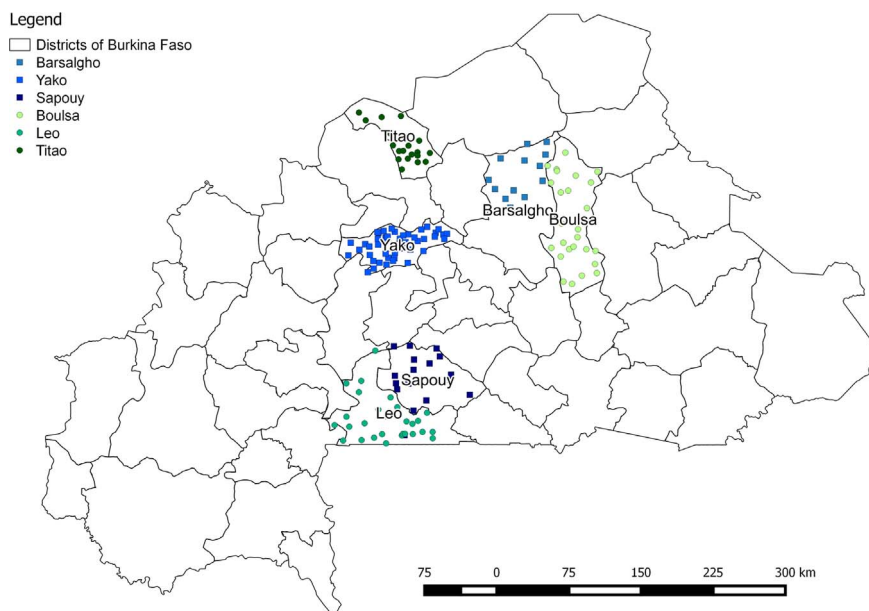 Legend
Districts of Burkina Faso
Barsalgho
Yako
Sapouy
Boulsa
Leo
Titao
Titao
Barsalgho
Boulsa
Yako
Sapouy
Leo
75 0 75 150 225 300 km